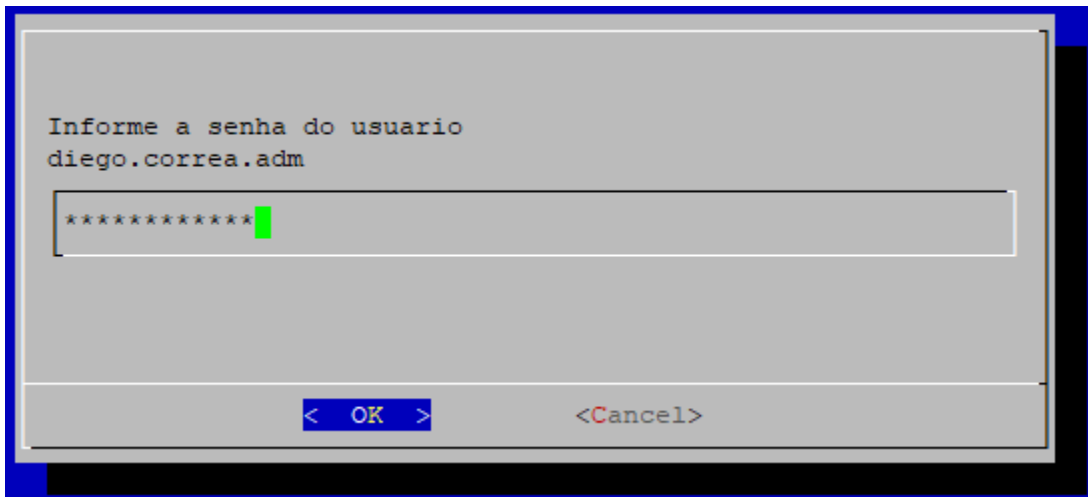 Informe a senha do usuario
diego.correa.adm
************
< OK > <Cancel>